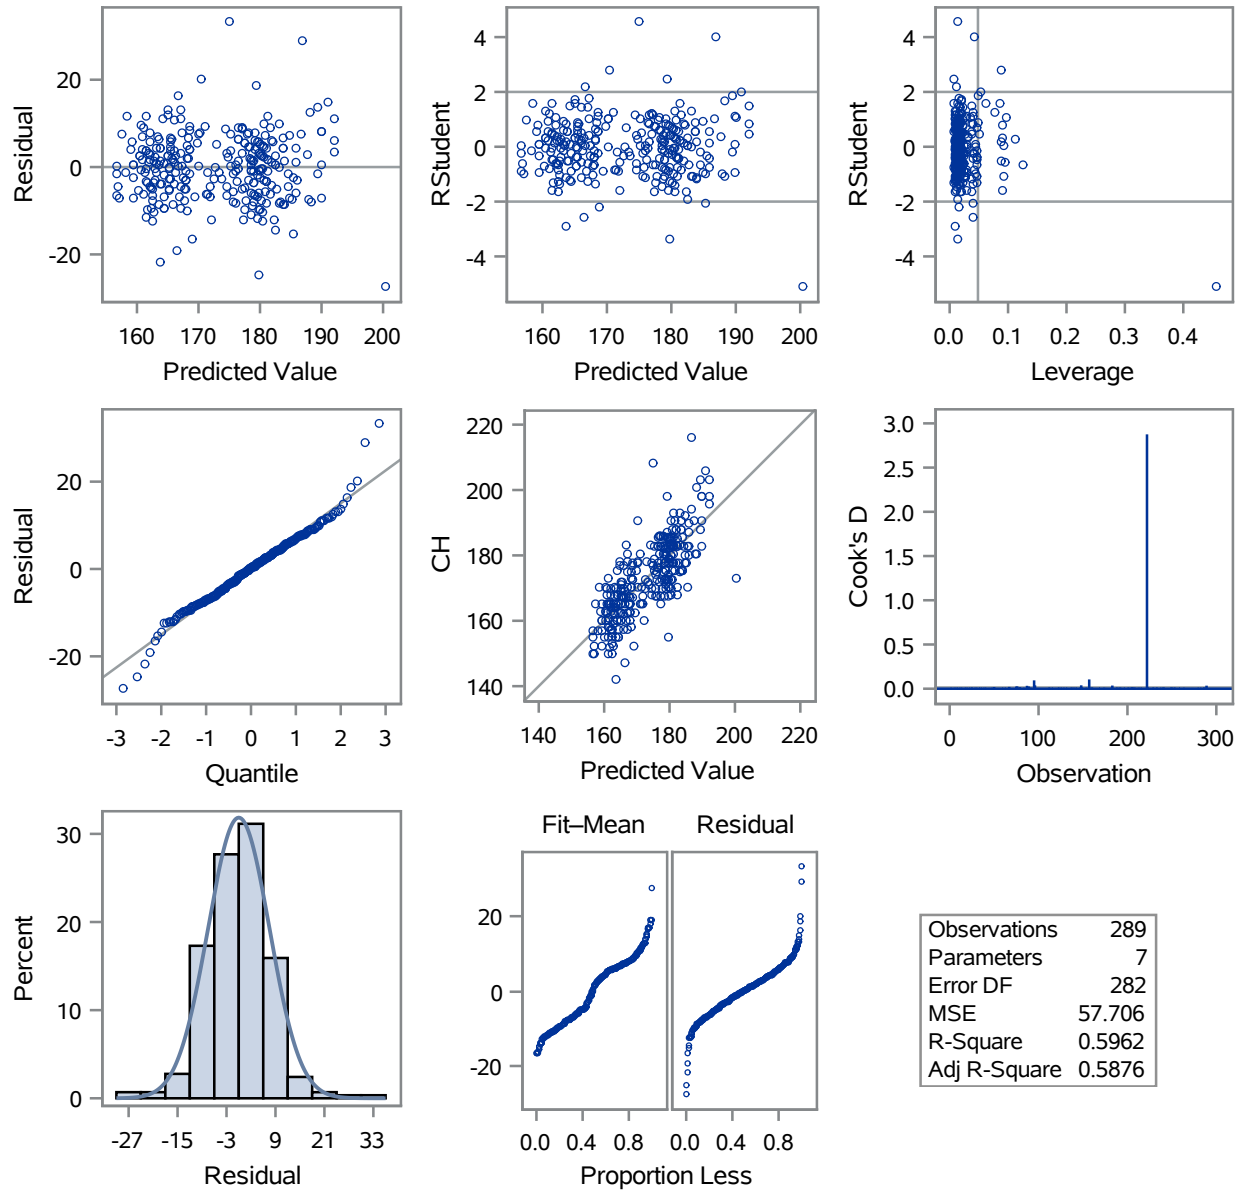 Residual
20
0
-20
160 170 180 190 200
Predicted Value
RStudent
4
2
0
-2
-4
160 170 180 190 200
Predicted Value
RStudent
4
2
0
-2
-4
0.0 0.1 0.2 0.3 0.4
Leverage
Residual
20
0
-20
-3 -2 -1 0 1 2 3
Quantile
CH
220
200
180
160
140
140 160 180 200 220
Predicted Value
Cook's D
3.0
2.5
2.0
1.5
1.0
0.5
0.0
0 100 200 300
Observation
Percent
30
20
10
0
-27 -15 -3 9 21 33
Residual
Fit–Mean Residual
20
0
-20
0.0 0.4 0.8 0.0 0.4 0.8
Proportion Less
Observations 289
Parameters 7
Error DF 282
MSE 57.706
R-Square 0.5962
Adj R-Square 0.5876